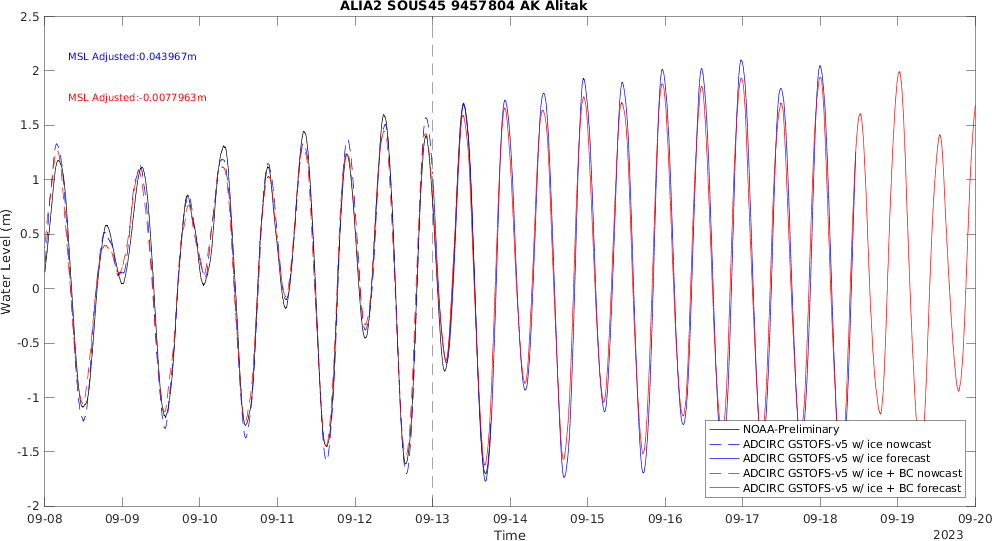 ALIA2 SOUS45 9457804 AK Alitak
MSL Adjusted:0.043967m
MSL Adjusted:-0.0077963m
Water Level (m)
2.5
2
1.5
1
0.5
0
-0.5
-1
-1.5
-2
NOAA-Preliminary
ADCIRC GSTOFS-v5 w/ ice nowcast
ADCIRC GSTOFS-v5 w/ ice forecast
ADCIRC GSTOFS-v5 w/ ice + BC nowcast
ADCIRC GSTOFS-v5 w/ ice + BC forecast
09-08 09-09 09-10 09-11 09-12 09-13 09-14 09-15 09-16 09-17 09-18 09-19 09-20
Time
2023